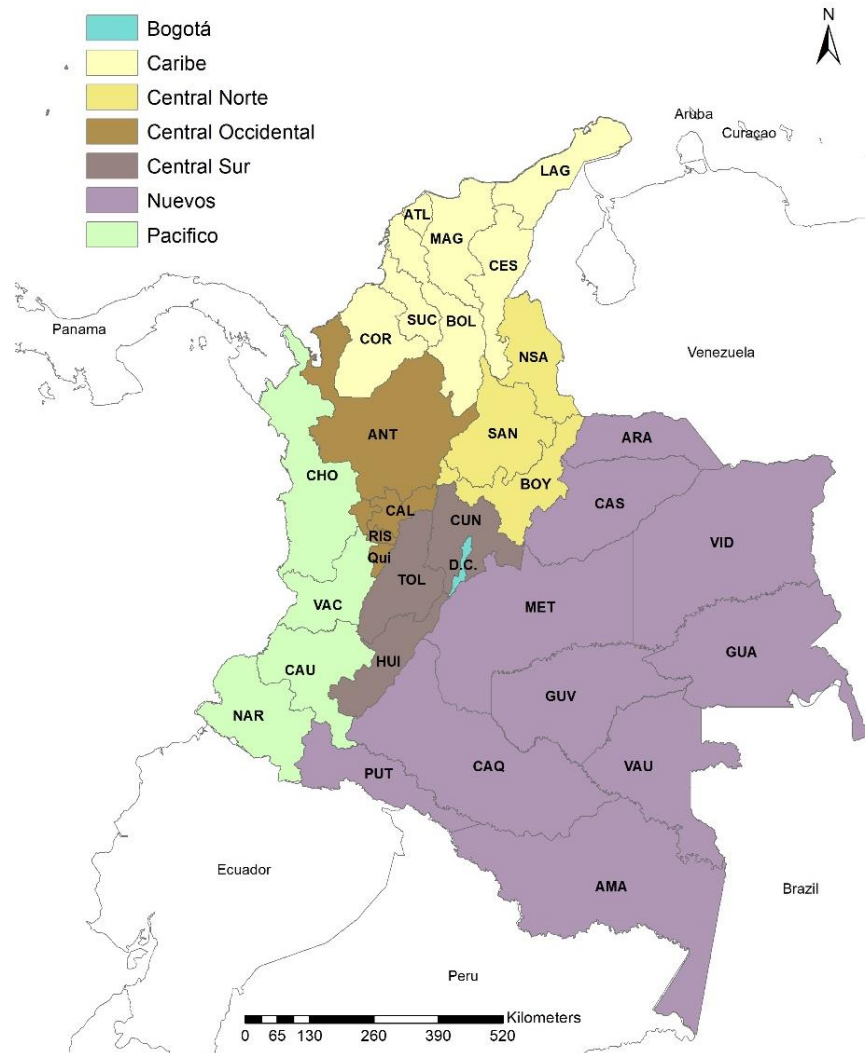 Bogotá
Caribe
Central Norte
Central Occidental
Central Sur
Nuevos
Pacifico
N
Aruba
Curaçao
LAG
ATL
MAG
CES
SUC
BOL
COR
Panama
NSA
Venezuela
ANT
SAN
ARA
CHO
BOY
CAS
CAL
CUN
RIS
VID
Qui
D.C.
TOL
MET
VAC
GUA
CAU
HUI
GUV
NAR
PUT
CAQ
VAU
Ecuador
AMA
Brazil
Peru
Kilometers
0 65 130 260 390 520